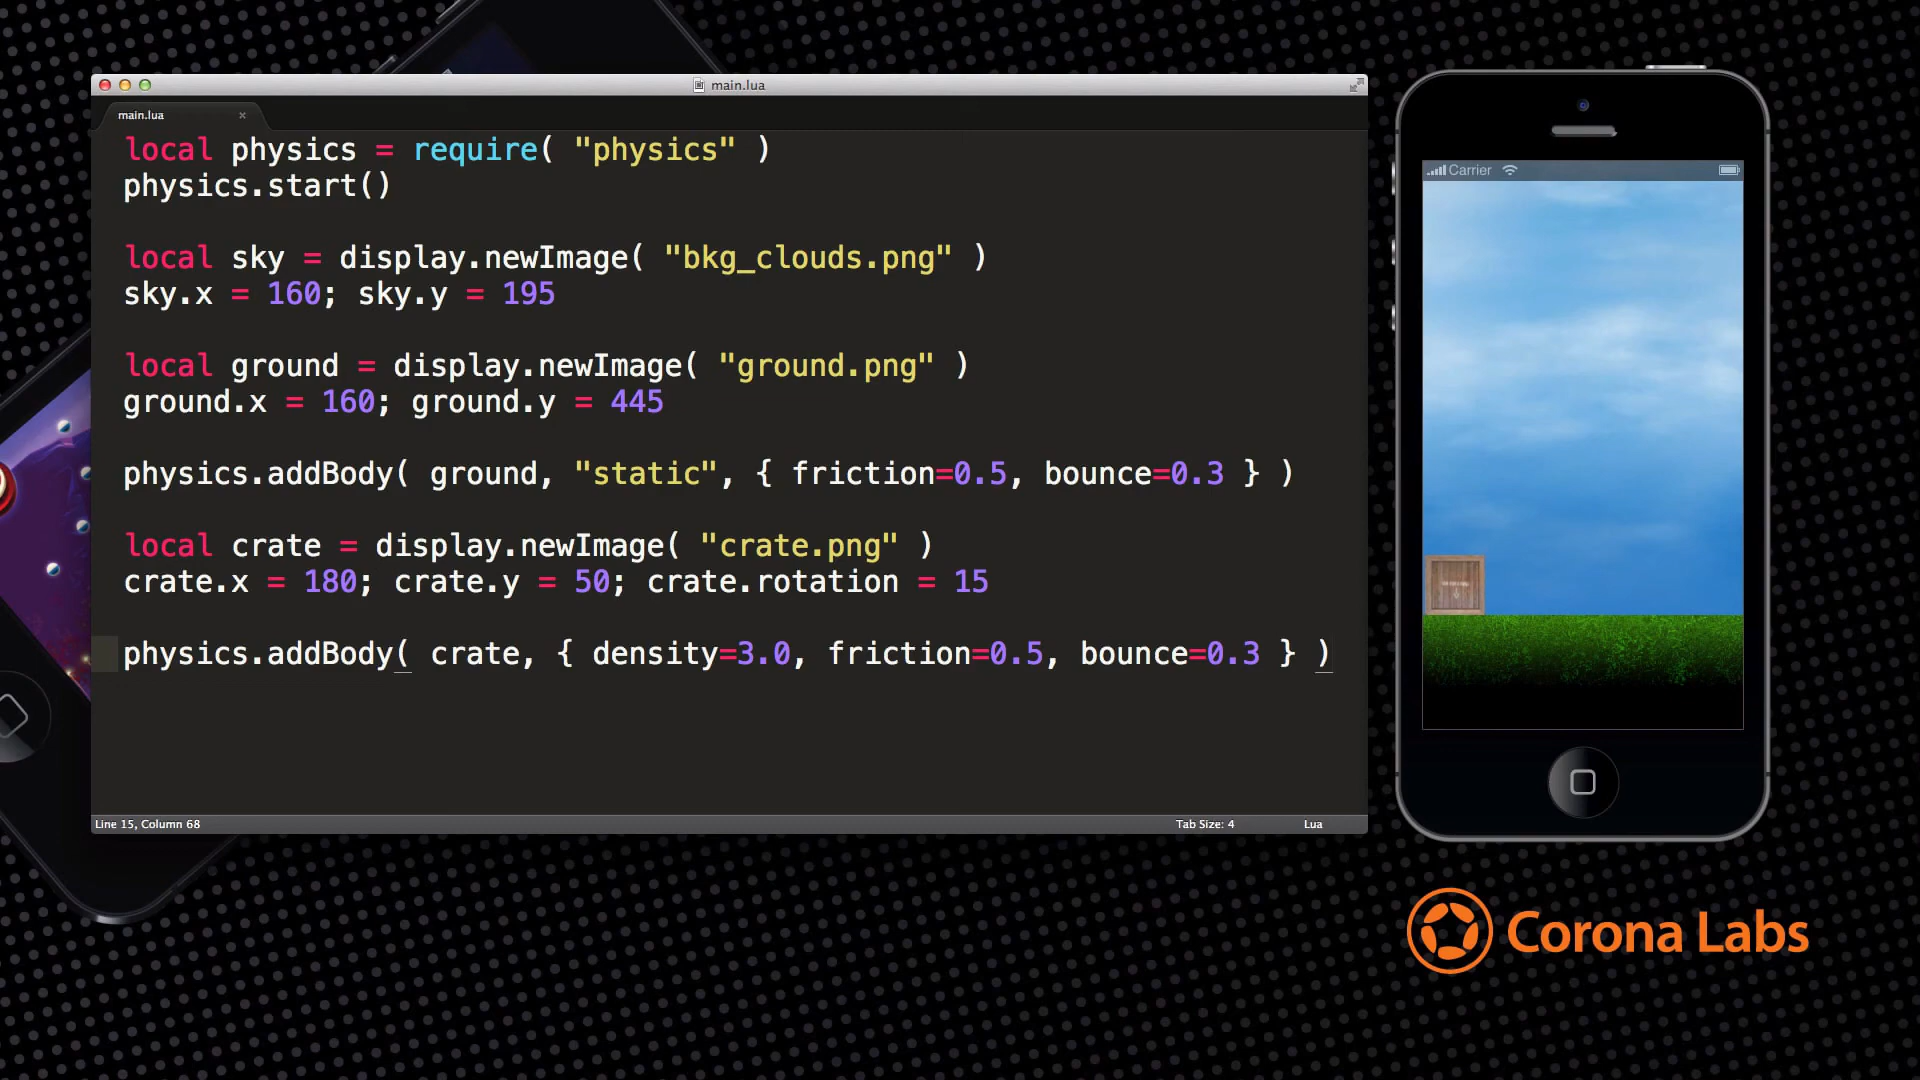 main.lua
main.lua
local physics = require( "physics" )
physics.start()
local sky = display.newImage( "bkg_clouds.png" )
sky.x = 160; sky.y = 195
local ground = display.newImage( "ground.png" )
ground.x = 160; ground.y = 445
physics.addBody( ground, "static", { friction=0.5, bounce=0.3 } )
local crate = display.newImage( "crate.png" )
crate.x = 180; crate.y = 50; crate.rotation = 15
physics.addBody( crate, { density=3.0, friction=0.5, bounce=0.3 } )
Line 15, Column 68
Tab Size: 4
Lua
Carrier
Corona Labs